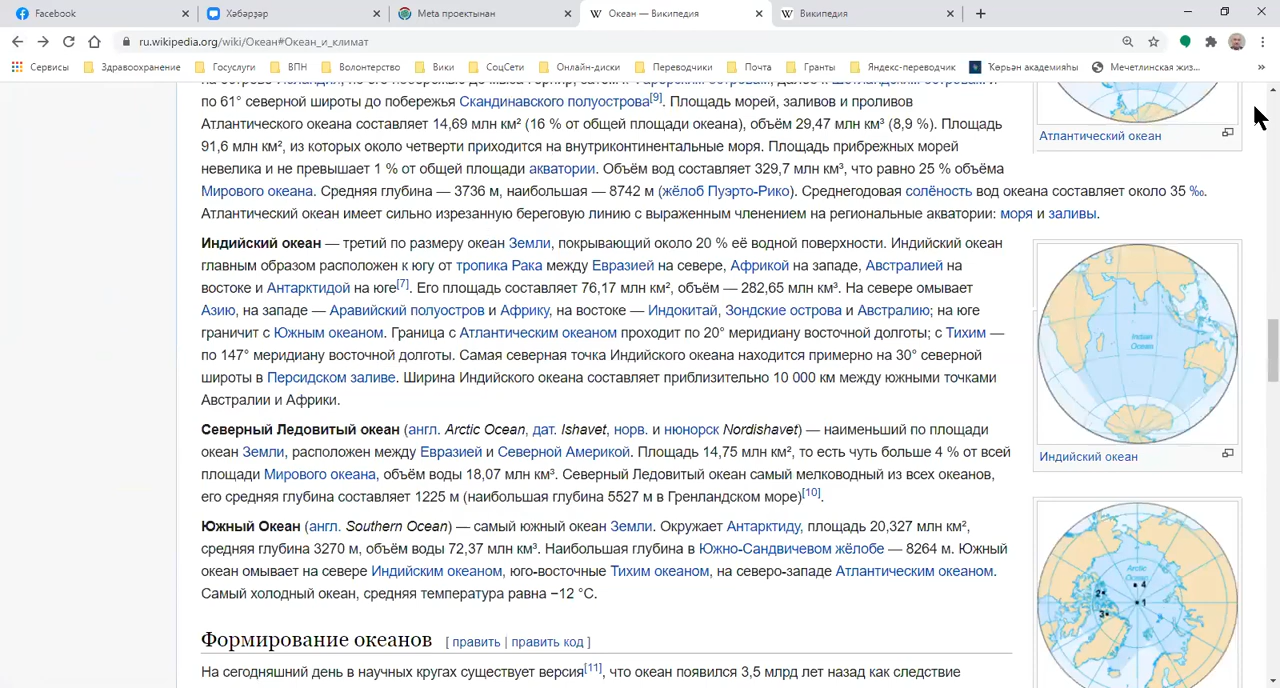 Facebook
Хәбәрҙәр
Meta проектынан
Океан — Википедия
Википедия
ru.wikipedia.org/wiki/Океан#Океан_и_климат
Сервисы
Здравоохранение
Госуслуги
ВПН
Волонтерство
Вики
СоцСети
Онлайн-диски
Переводчики
Почта
Гранты
Яндекс-переводчик
Ҡөрьән академияһы
Мечетлинская жиз...
по 61° северной широты до побережья Скандинавского полуострова[9]. Площадь морей, заливов и проливов
Атлантического океана составляет 14,69 млн км² (16 % от общей площади океана), объём 29,47 млн км³ (8,9 %). Площадь
91,6 млн км², из которых около четверти приходится на внутриконтинентальные моря. Площадь прибрежных морей
невелика и не превышает 1 % от общей площади акватории. Объём вод составляет 329,7 млн км³, что равно 25 % объёма
Мирового океана. Средняя глубина — 3736 м, наибольшая — 8742 м (жёлоб Пуэрто-Рико). Среднегодовая солёность вод океана составляет около 35 ‰.
Атлантический океан имеет сильно изрезанную береговую линию с выраженным членением на региональные акватории: моря и заливы.
Атлантический океан
Индийский океан — третий по размеру океан Земли, покрывающий около 20 % её водной поверхности. Индийский океан
главным образом расположен к югу от тропика Рака между Евразией на севере, Африкой на западе, Австралией на
востоке и Антарктидой на юге[7]. Его площадь составляет 76,17 млн км², объём — 282,65 млн км³. На севере омывает
Азию, на западе — Аравийский полуостров и Африку, на востоке — Индокитай, Зондские острова и Австралию; на юге
граничит с Южным океаном. Граница с Атлантическим океаном проходит по 20° меридиану восточной долготы; с Тихим —
по 147° меридиану восточной долготы. Самая северная точка Индийского океана находится примерно на 30° северной
широты в Персидском заливе. Ширина Индийского океана составляет приблизительно 10 000 км между южными точками
Австралии и Африки.
Indian
Ocean
Индийский океан
Северный Ледовитый океан (англ. Arctic Ocean, дат. Ishavet, норв. и нюнорск Nordishavet) — наименьший по площади
океан Земли, расположен между Евразией и Северной Америкой. Площадь 14,75 млн км², то есть чуть больше 4 % от всей
площади Мирового океана, объём воды 18,07 млн км³. Северный Ледовитый океан самый мелководный из всех океанов,
его средняя глубина составляет 1225 м (наибольшая глубина 5527 м в Гренландском море)[10].
Южный Океан (англ. Southern Ocean) — самый южный океан Земли. Окружает Антарктиду, площадь 20,327 млн км²,
средняя глубина 3270 м, объём воды 72,37 млн км³. Наибольшая глубина в Южно-Сандвичевом жёлобе — 8264 м. Южный
океан омывает на севере Индийским океаном, юго-восточные Тихим океаном, на северо-западе Атлантическим океаном.
Самый холодный океан, средняя температура равна −12 °C.
Arctic
Ocean
4
2
1
3
Формирование океанов [ править | править код ]
На сегодняшний день в научных кругах существует версия[11], что океан появился 3,5 млрд лет назад как следствие